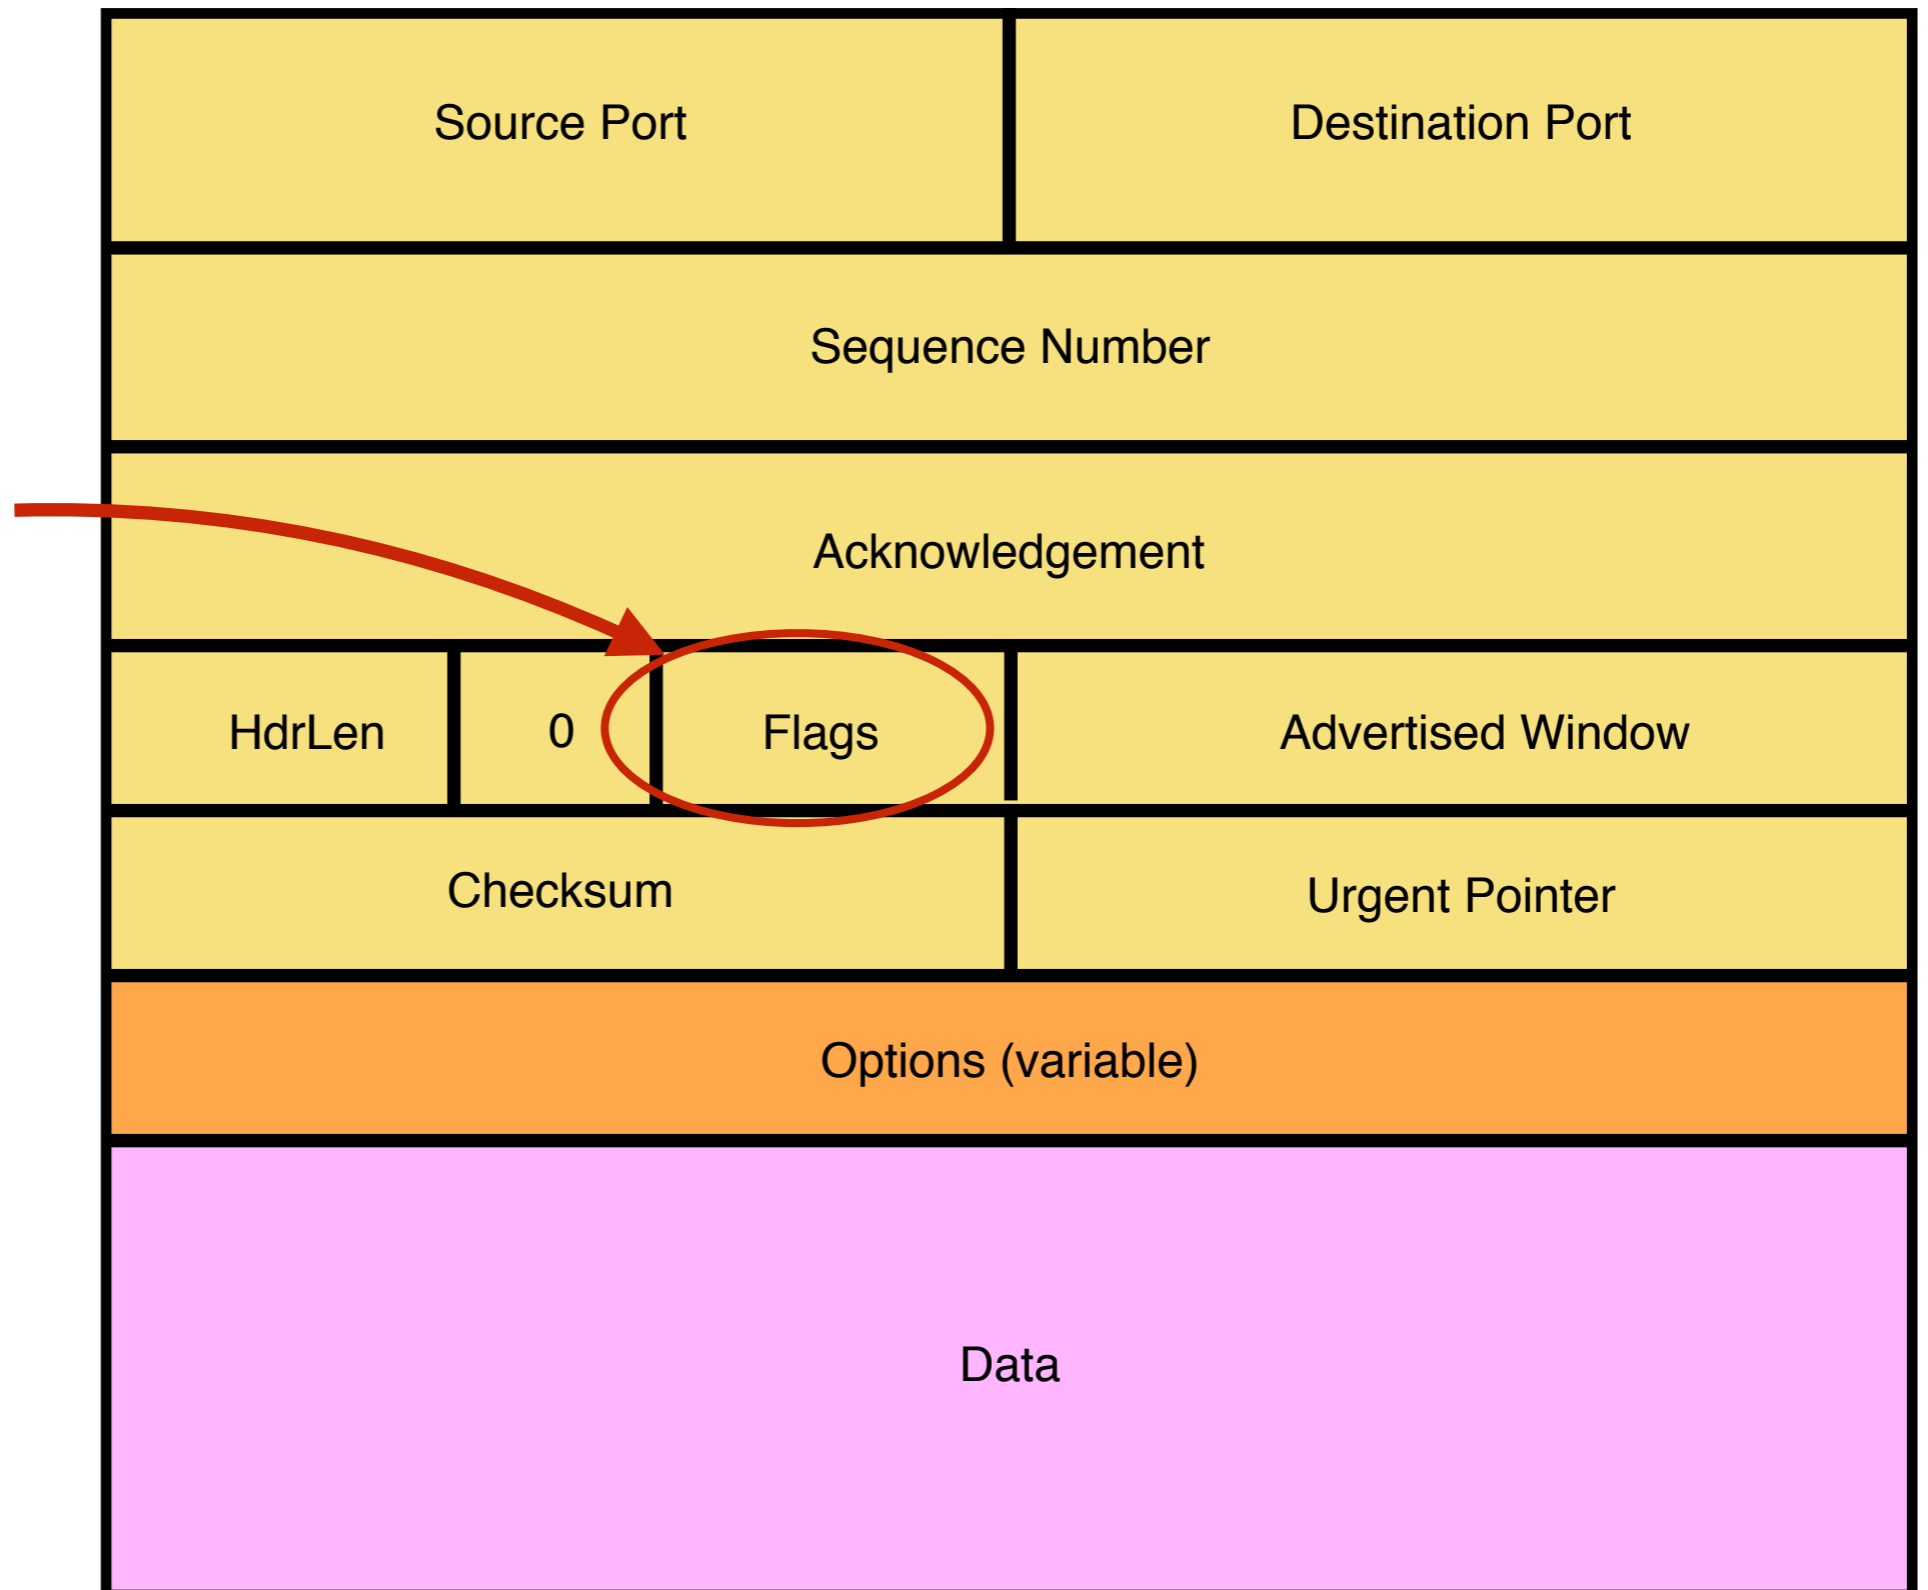 Source Port
Destination Port
Sequence Number
Acknowledgement
HdrLen
0
Flags
Advertised Window
Checksum
Urgent Pointer
Options (variable)
Data